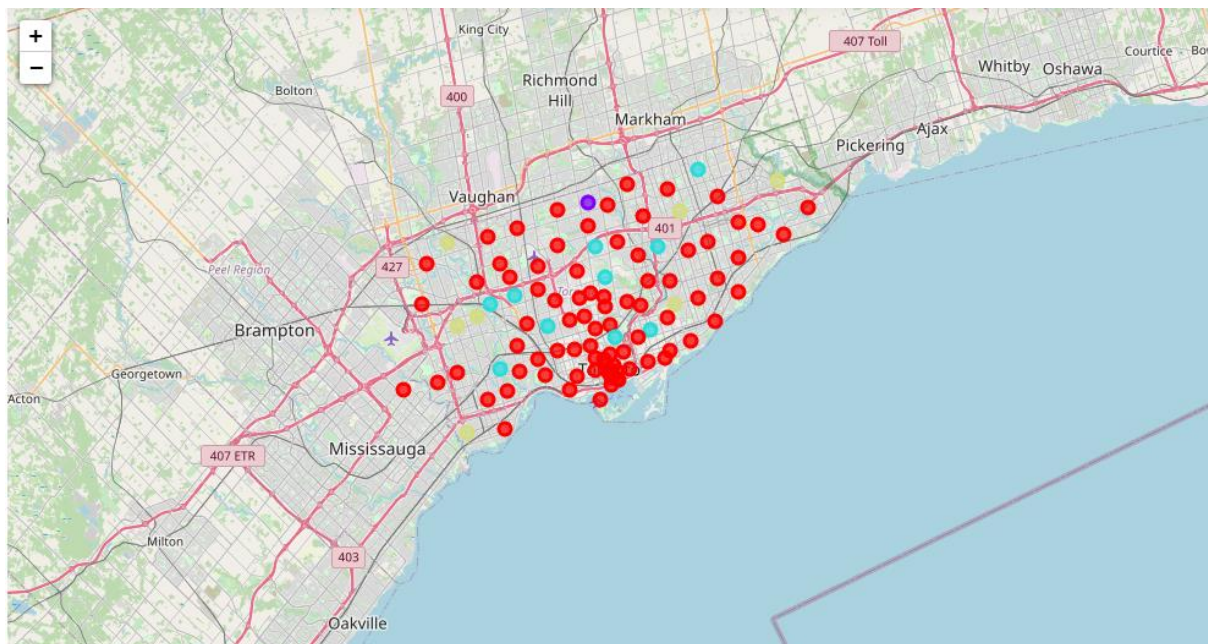 +
−
King City
407 Toll
Courtice
Whitby
Oshawa
Richmond
Hill
Bolton
400
Markham
Ajax
Pickering
Vaughan
401
427
Peel Region
Brampton
Georgetown
Acton
Mississauga
407 ETR
Milton
403
Oakville